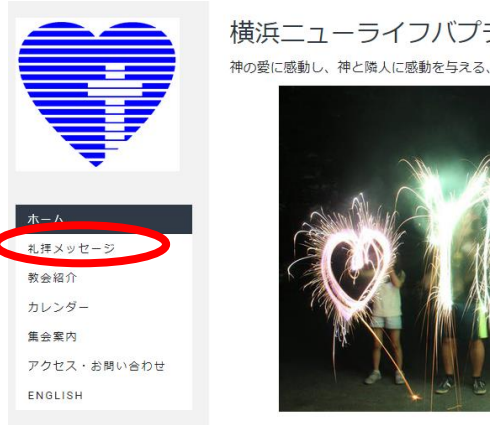 横浜ニューライフバプテ
神の愛に感動し、神と隣人に感動を与える、
ホーム
礼拝メッセージ
教会紹介
カレンダー
集会案内
アクセス・お問い合わせ
ENGLISH